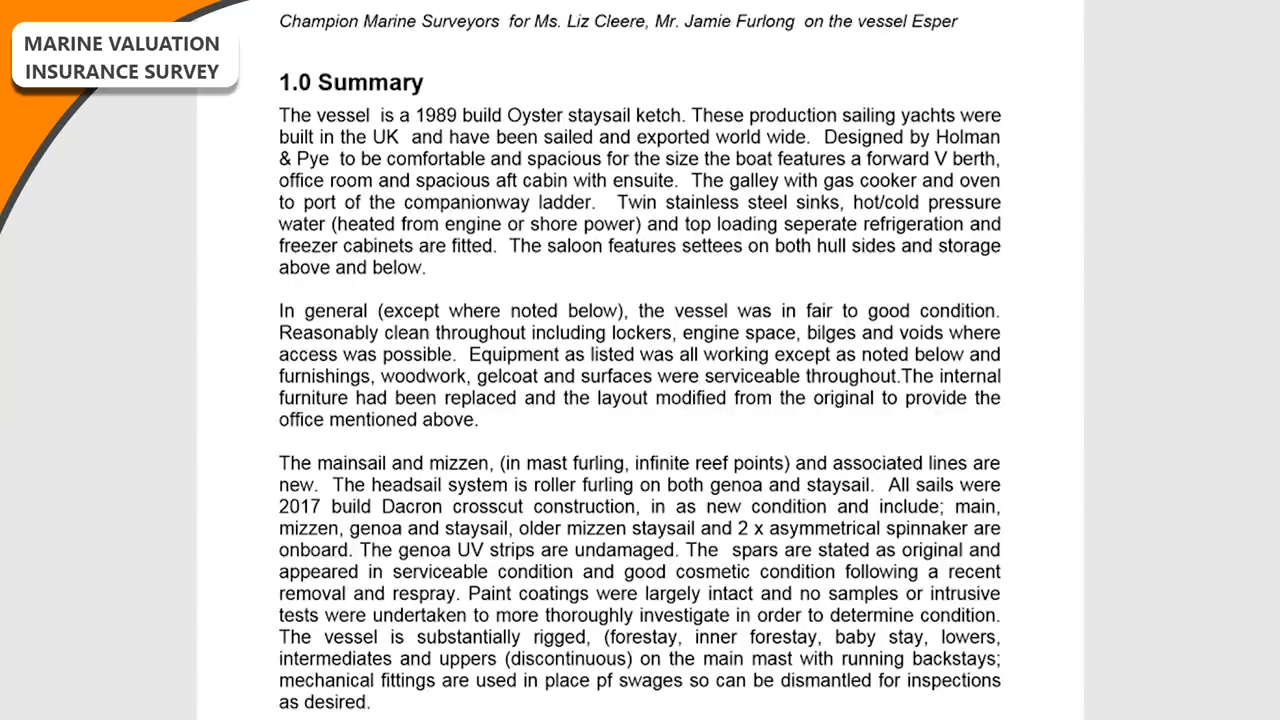 MARINE VALUATION
INSURANCE SURVEY
Champion Marine Surveyors for Ms. Liz Cleere, Mr. Jamie Furlong on the vessel Esper
1.0 Summary
The vessel is a 1989 build Oyster staysail ketch. These production sailing yachts were
built in the UK and have been sailed and exported world wide. Designed by Holman
& Pye to be comfortable and spacious for the size the boat features a forward V berth,
office room and spacious aft cabin with ensuite. The galley with gas cooker and oven
to port of the companionway ladder. Twin stainless steel sinks, hot/cold pressure
water (heated from engine or shore power) and top loading seperate refrigeration and
freezer cabinets are fitted. The saloon features settees on both hull sides and storage
above and below.
In general (except where noted below), the vessel was in fair to good condition.
Reasonably clean throughout including lockers, engine space, bilges and voids where
access was possible. Equipment as listed was all working except as noted below and
furnishings, woodwork, gelcoat and surfaces were serviceable throughout.The internal
furniture had been replaced and the layout modified from the original to provide the
office mentioned above.
The mainsail and mizzen, (in mast furling, infinite reef points) and associated lines are
new. The headsail system is roller furling on both genoa and staysail. All sails were
2017 build Dacron crosscut construction, in as new condition and include; main,
mizzen, genoa and staysail, older mizzen staysail and 2 x asymmetrical spinnaker are
onboard. The genoa UV strips are undamaged. The spars are stated as original and
appeared in serviceable condition and good cosmetic condition following a recent
removal and respray. Paint coatings were largely intact and no samples or intrusive
tests were undertaken to more thoroughly investigate in order to determine condition.
The vessel is substantially rigged, (forestay, inner forestay, baby stay, lowers,
intermediates and uppers (discontinuous) on the main mast with running backstays;
mechanical fittings are used in place pf swages so can be dismantled for inspections
as desired.